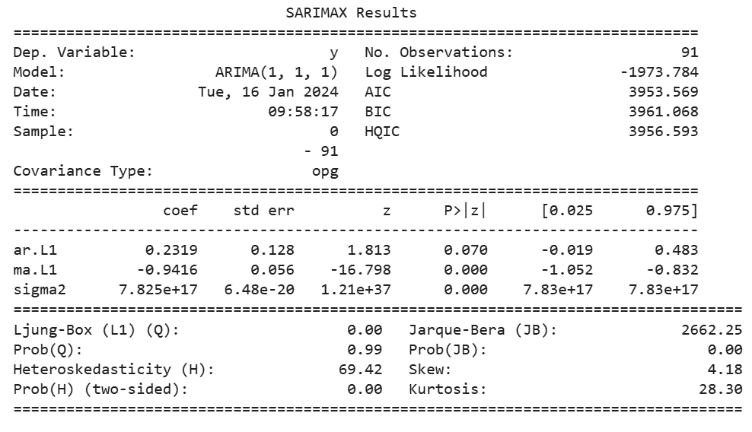 SARIMAX Results
==============================================================================
Dep. Variable: y No. Observations: 91
Model: ARIMA(1, 1, 1) Log Likelihood -1973.784
Date: Tue, 16 Jan 2024 AIC 3953.569
Time: 09:58:17 BIC 3961.068
Sample: 0 HQIC 3956.593
- 91
Covariance Type: opg
==============================================================================
coef std err z P>|z| [0.025 0.975]
------------------------------------------------------------------------------
ar.L1 0.2319 0.128 1.813 0.070 -0.019 0.483
ma.L1 -0.9416 0.056 -16.798 0.000 -1.052 -0.832
sigma2 7.825e+17 6.48e-20 1.21e+37 0.000 7.83e+17 7.83e+17
===================================================================================
Ljung-Box (L1) (Q): 0.00 Jarque-Bera (JB): 2662.25
Prob(Q): 0.99 Prob(JB): 0.00
Heteroskedasticity (H): 69.42 Skew: 4.18
Prob(H) (two-sided): 0.00 Kurtosis: 28.30
===================================================================================